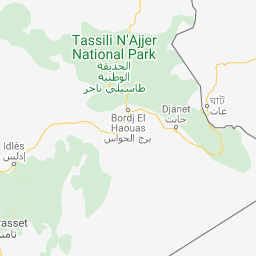 Tassili N'Ajjer
National Park
الحديقة
الوطنية
طاسيلي ناجر
Bordj El
Haouas
برج الحواس
Djanet
جانت
ঘাট
غات
Idlès
إدلس
rasset